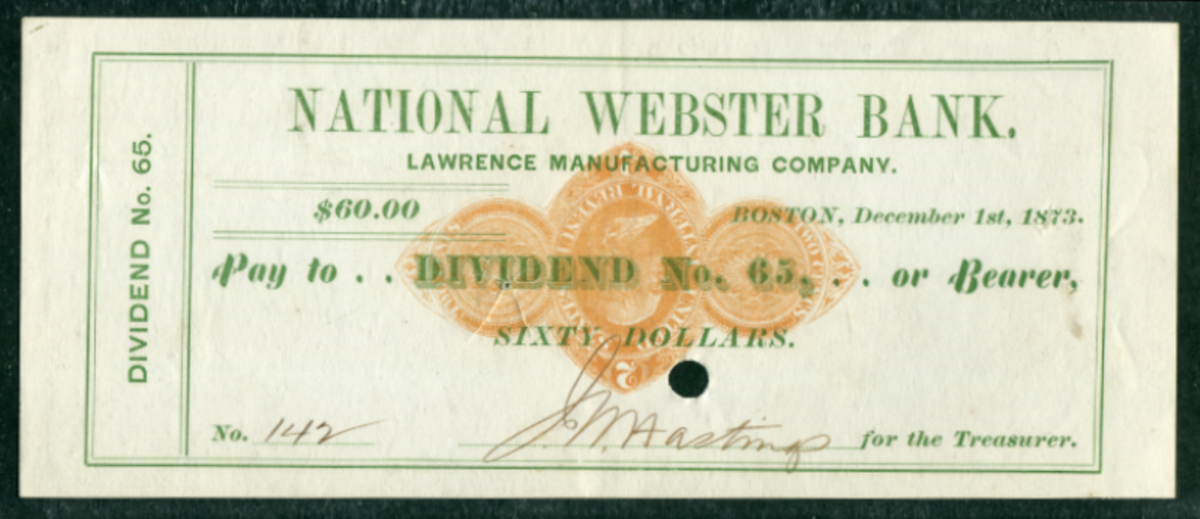 NATIONAL WEBSTER BANK.
LAWRENCE MANUFACTURING COMPANY.
DIVIDEND No. 65.
$60.00
BOSTON, December 1st, 1873.
Pay to . . DIVIDEND No. 65, . . or Bearer,
SIXTY DOLLARS.
No. 142
J. M. Hastings for the Treasurer.